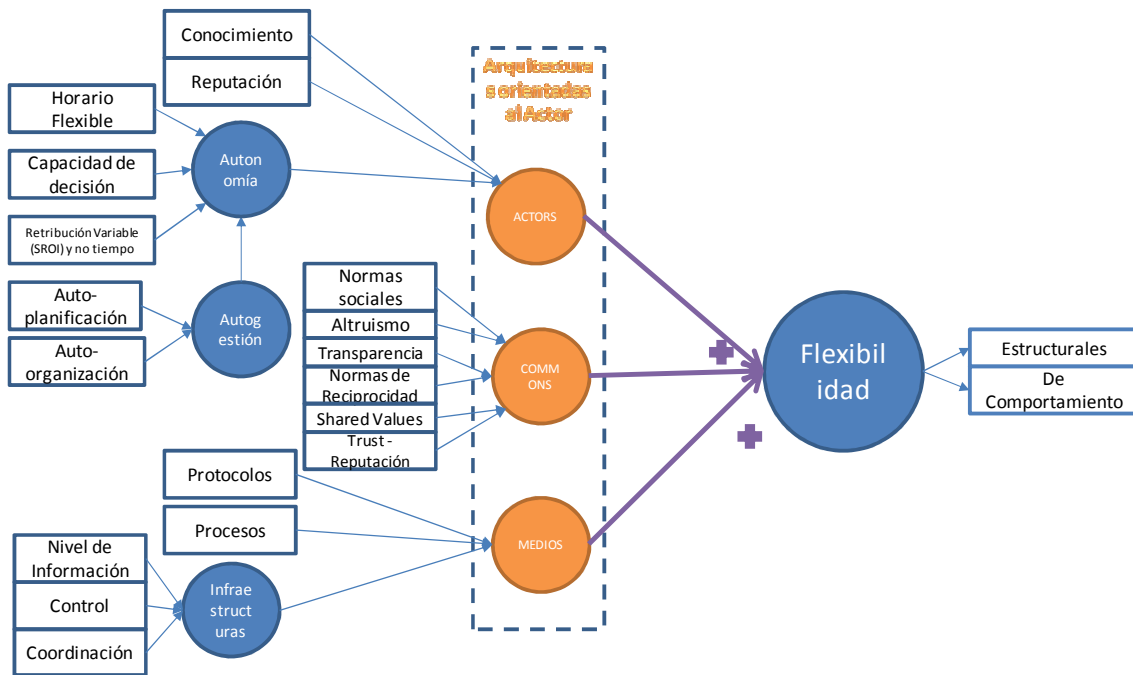 Conocimiento
Reputación
Arquitectura
s orientadas
al Actor
Horario
Flexible
Capacidad de
decisión
Retribución Variable
(SROI) y no tiempo
Auton
omía
ACTORS
Auto-
planificación
Auto-
organización
Autog
estión
Normas
sociales
Altruismo
Transparencia
Normas de
Reciprocidad
Shared Values
Trust -
Reputación
COMM
ONS
Flexibil
idad
Estructurales
De
Comportamiento
Protocolos
Procesos
MEDIOS
Nivel de
Información
Control
Coordinación
Infrae
struct
uras